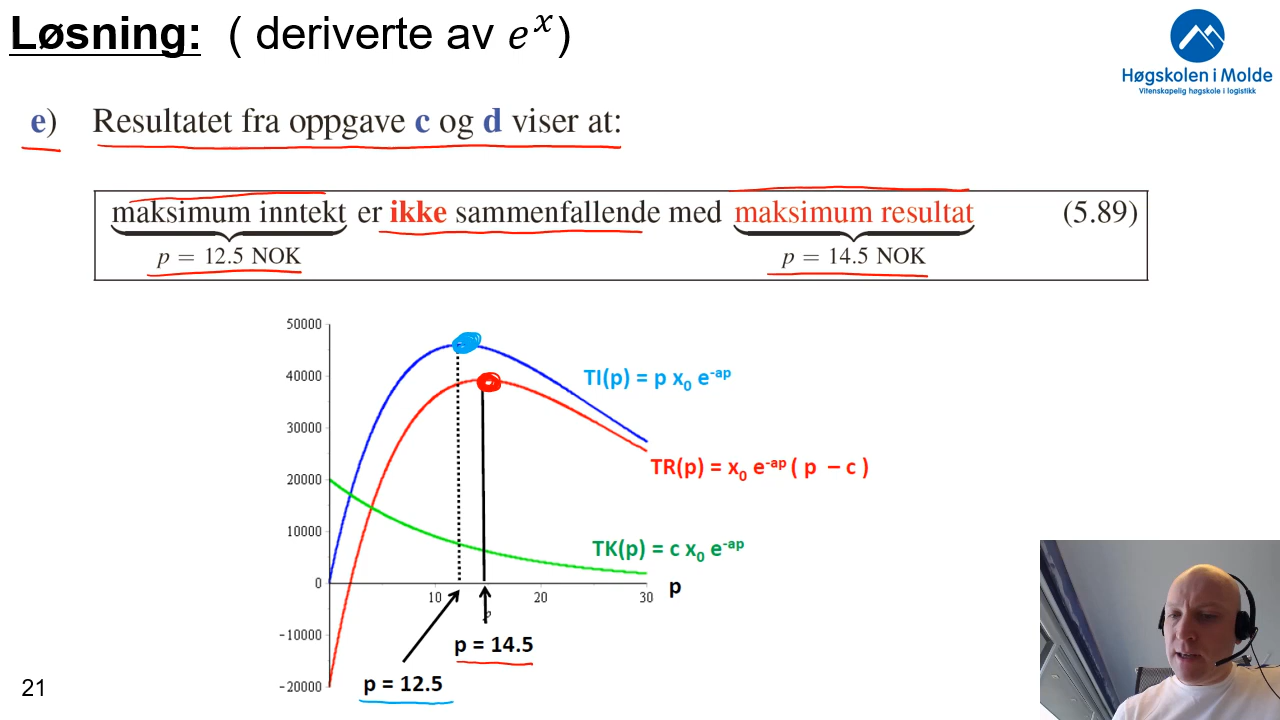 Løsning: ( deriverte av eˣ)
Høgskolen i Molde
Vitenskapelig høgskole i logistikk
e) Resultatet fra oppgave c og d viser at:
maksimum inntekt er ikke sammenfallende med maksimum resultat (5.89)
p = 12.5 NOK p = 14.5 NOK
50000
40000
30000
20000
10000
0
−10000
−20000
10 20 30
p
p
TI(p) = p x₀ e^-ap
TR(p) = x₀ e^-ap ( p – c )
TK(p) = c x₀ e^-ap
p = 14.5
p = 12.5
21